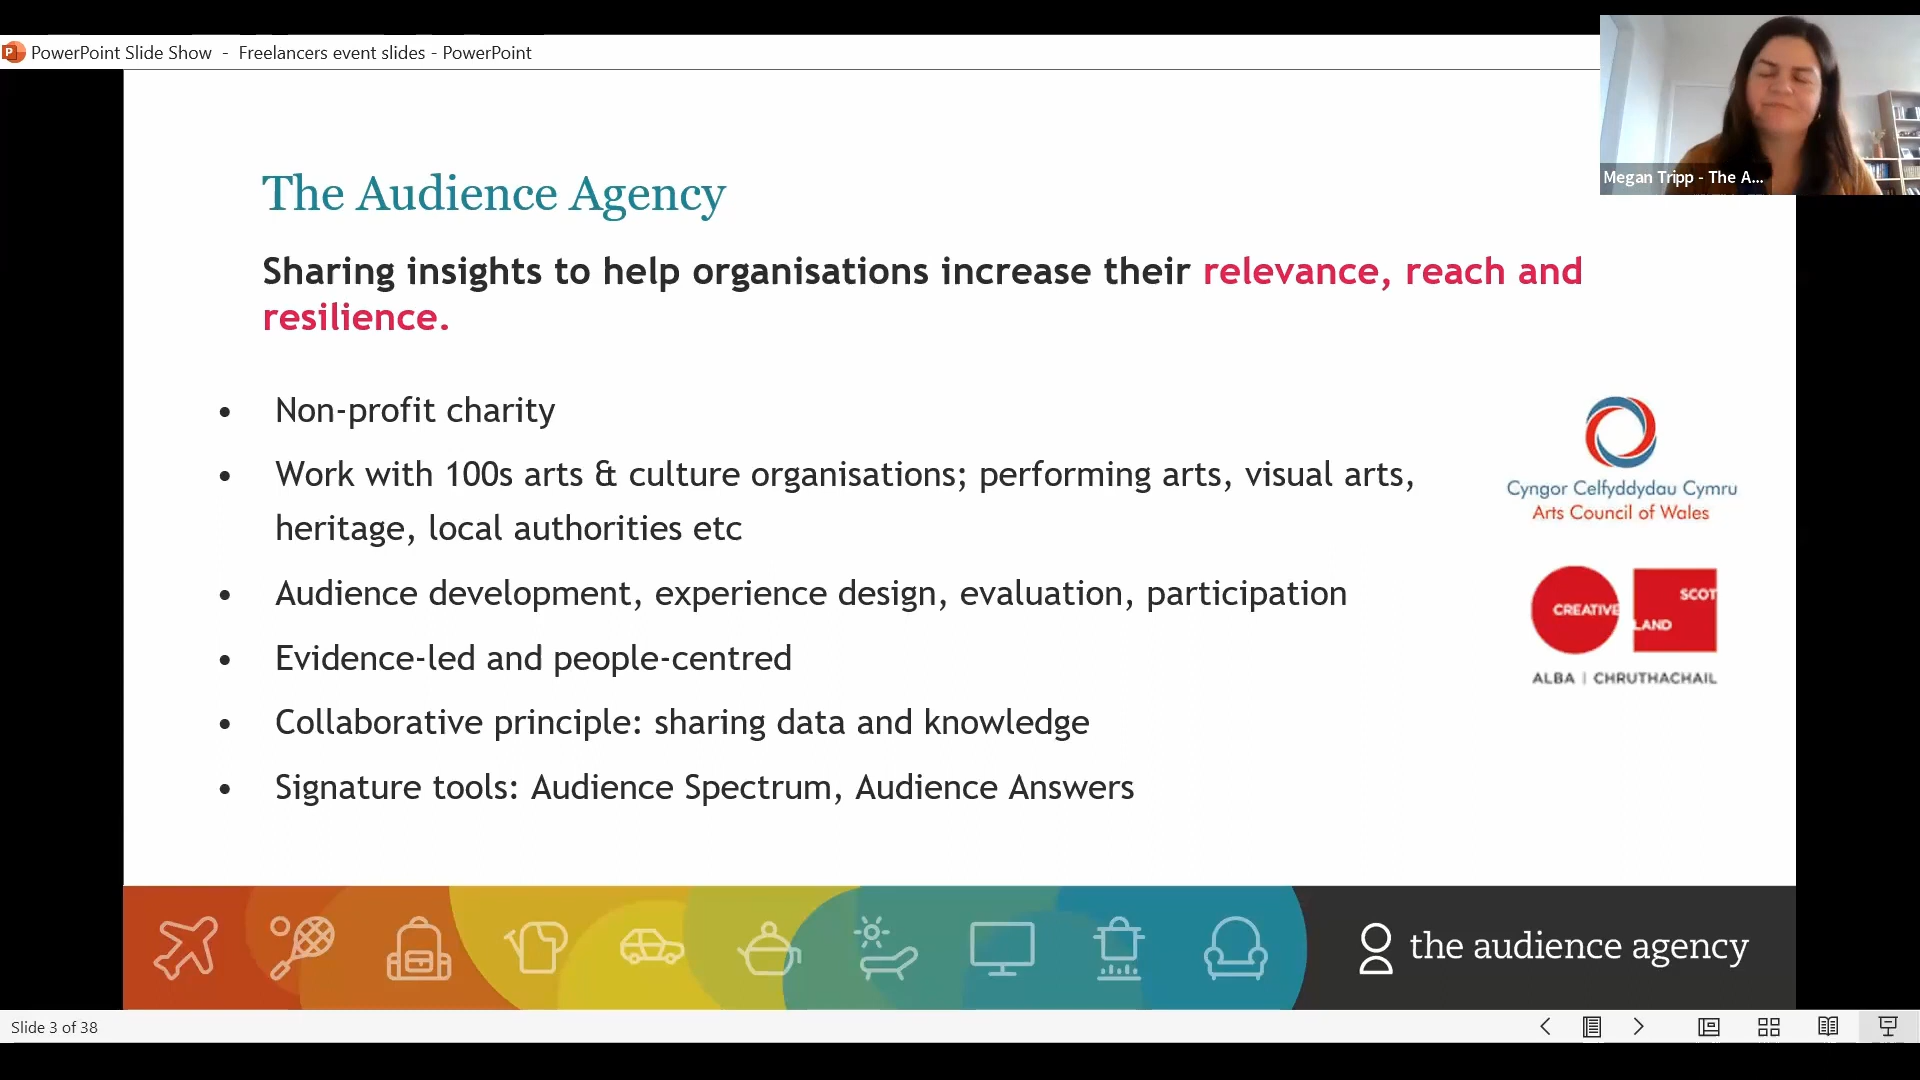 PowerPoint Slide Show - Freelancers event slides - PowerPoint
Megan Tripp - The A...
The Audience Agency
Sharing insights to help organisations increase their relevance, reach and
resilience.
• Non-profit charity
• Work with 100s arts & culture organisations; performing arts, visual arts,
heritage, local authorities etc
• Audience development, experience design, evaluation, participation
• Evidence-led and people-centred
• Collaborative principle: sharing data and knowledge
• Signature tools: Audience Spectrum, Audience Answers
Cyngor Celfyddydau Cymru
Arts Council of Wales
CREATIVE SCOT
LAND
ALBA | CHRUTHACHAIL
the audience agency
Slide 3 of 38